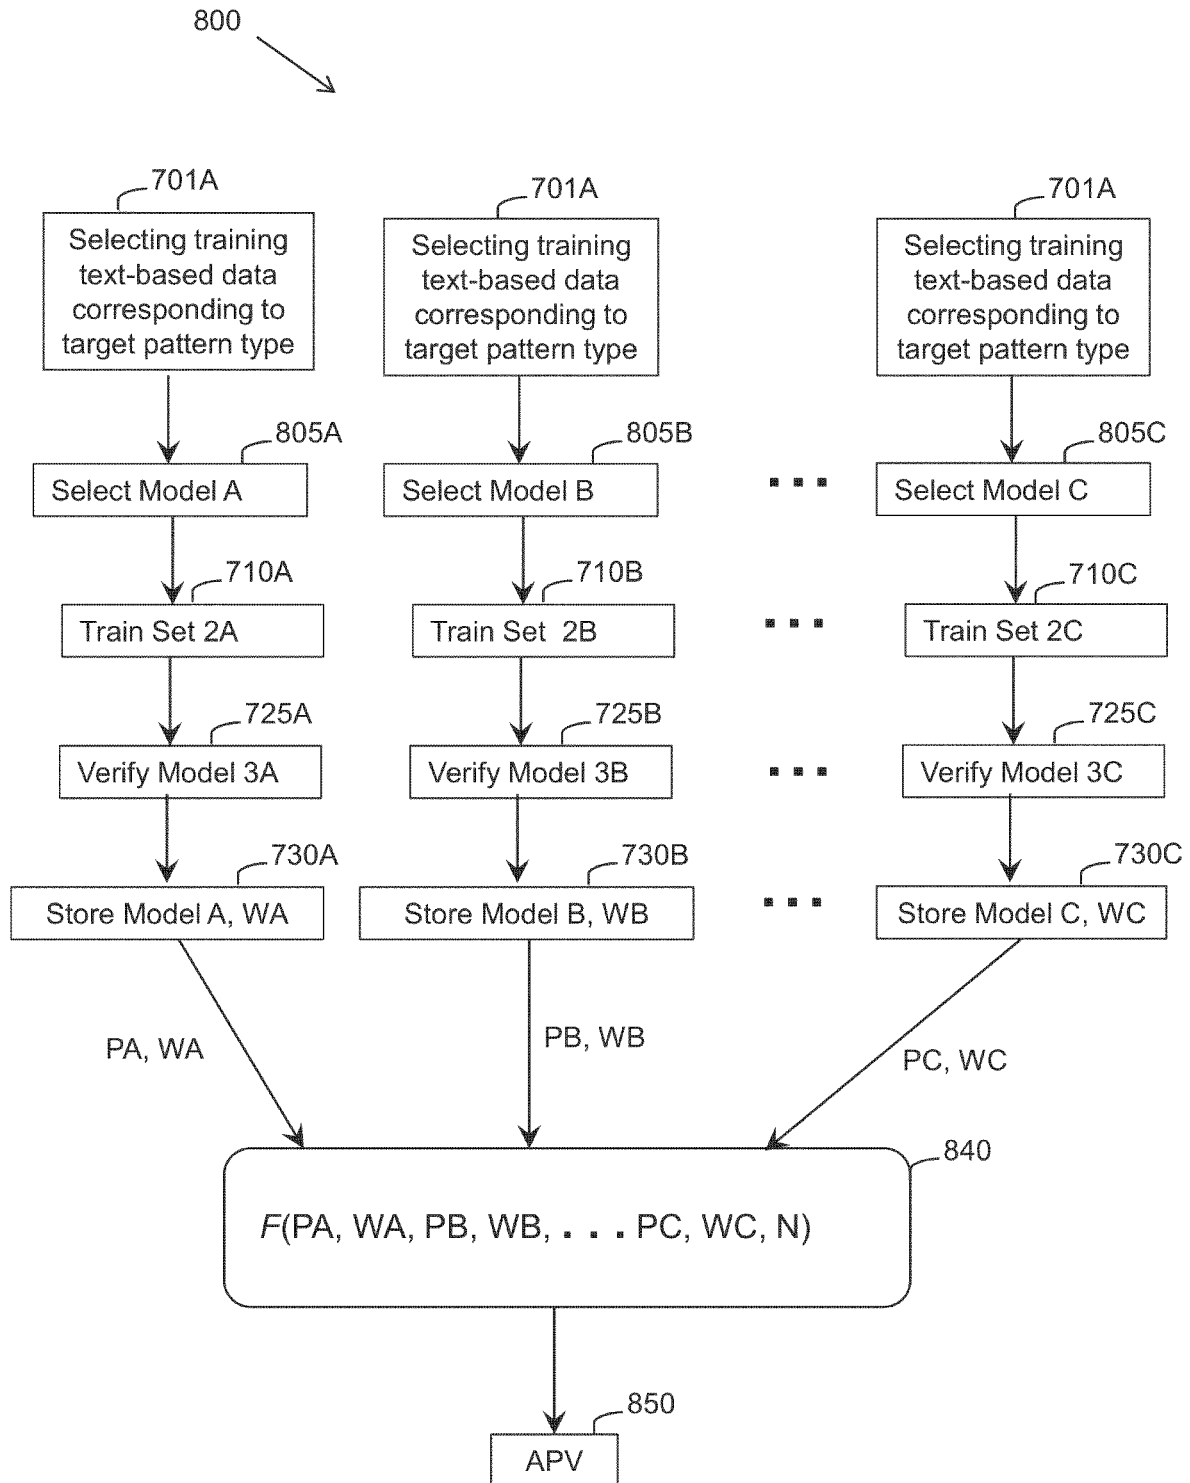 800
701A
701A
701A
Selecting training
text-based data
corresponding to
target pattern type
Selecting training
text-based data
corresponding to
target pattern type
Selecting training
text-based data
corresponding to
target pattern type
805A
805B
805C
Select Model A
Select Model B
Select Model C
710A
710B
710C
Train Set 2A
Train Set 2B
Train Set 2C
725A
725B
725C
Verify Model 3A
Verify Model 3B
Verify Model 3C
730A
730B
730C
Store Model A, WA
Store Model B, WB
Store Model C, WC
PA, WA
PB, WB
PC, WC
840
F(PA, WA, PB, WB, . . . PC, WC, N)
850
APV